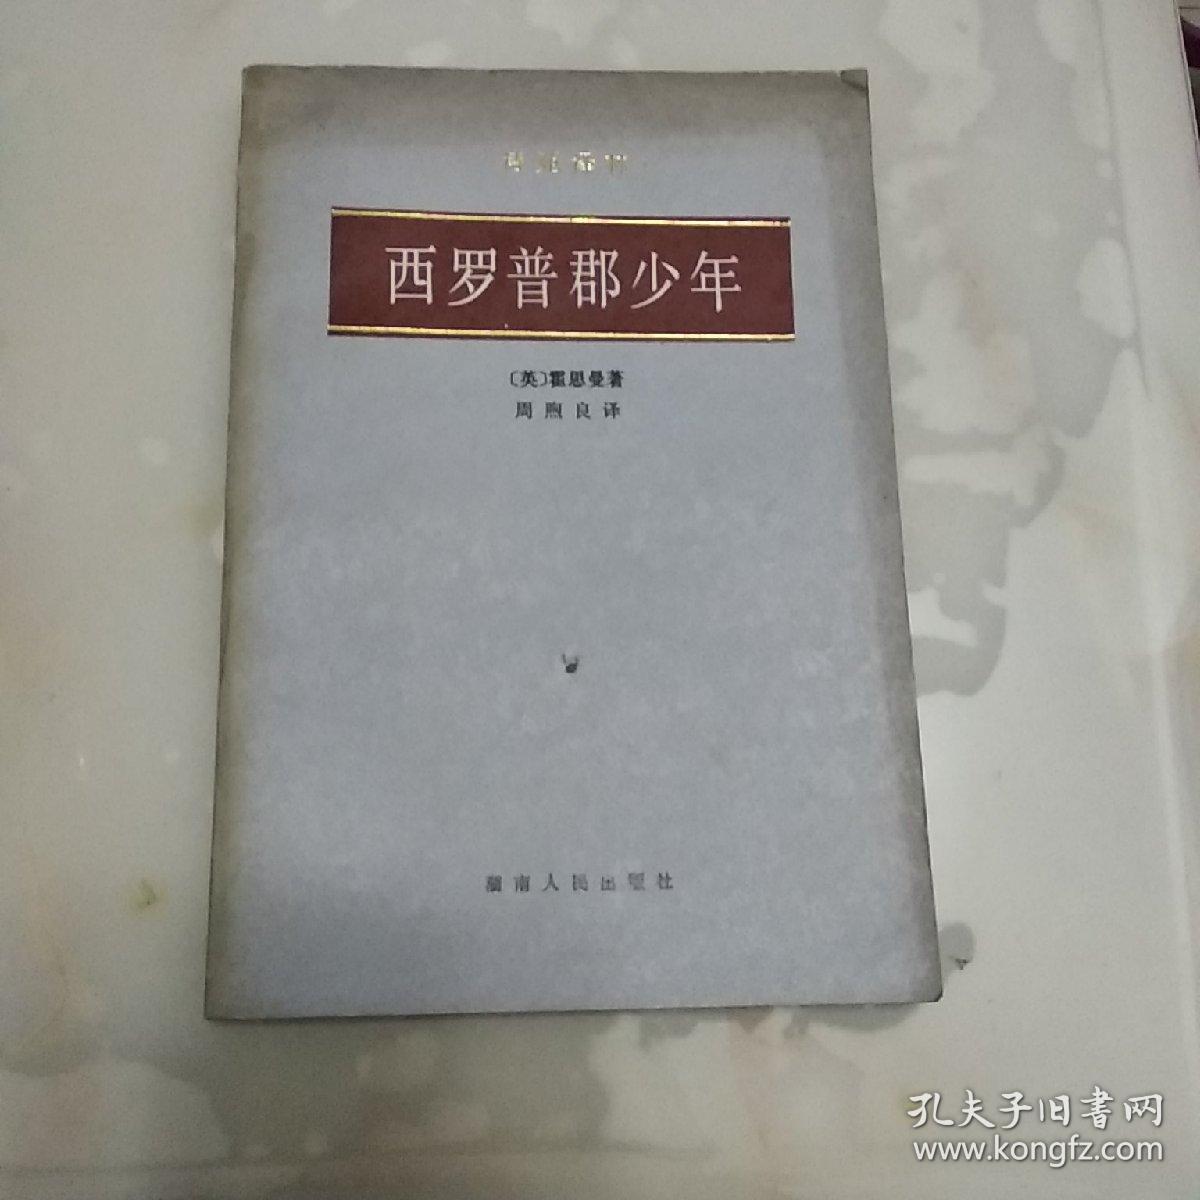 西罗普郡少年
〔英〕霍思曼著
周煦良译
湖南人民出版社
孔夫子旧书网
www.kongfz.com